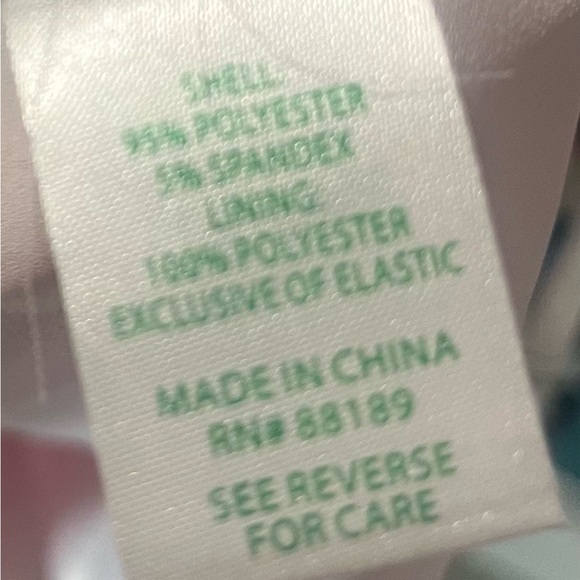 SHELL:
95% POLYESTER
5% SPANDEX
LINING:
100% POLYESTER
EXCLUSIVE OF ELASTIC
MADE IN CHINA
RN# 88189
SEE REVERSE
FOR CARE